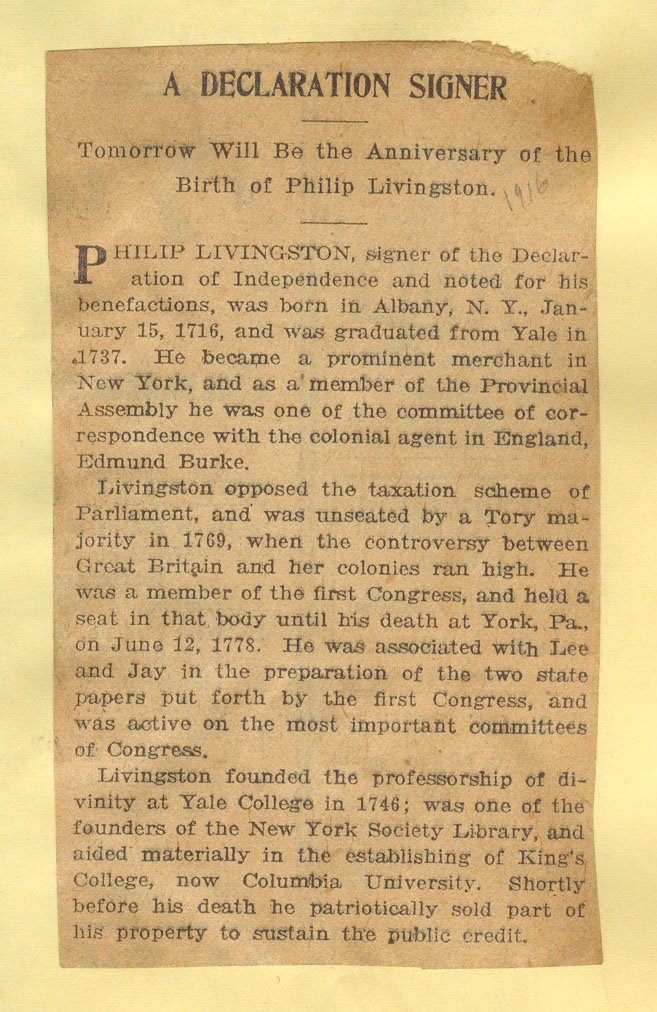 A DECLARATION SIGNER
Tomorrow Will Be the Anniversary of the
Birth of Philip Livingston.
1916
PHILIP LIVINGSTON, signer of the Declar-
ation of Independence and noted for his
benefactions, was born in Albany, N. Y., Jan-
uary 15, 1716, and was graduated from Yale in
1737. He became a prominent merchant in
New York, and as a member of the Provincial
Assembly he was one of the committee of cor-
respondence with the colonial agent in England,
Edmund Burke.
Livingston opposed the taxation scheme of
Parliament, and was unseated by a Tory ma-
jority in 1769, when the controversy between
Great Britain and her colonies ran high. He
was a member of the first Congress, and held a
seat in that body until his death at York, Pa.,
on June 12, 1778. He was associated with Lee
and Jay in the preparation of the two state
papers put forth by the first Congress, and
was active on the most important committees
of Congress.
Livingston founded the professorship of di-
vinity at Yale College in 1746; was one of the
founders of the New York Society Library, and
aided materially in the establishing of King's
College, now Columbia University. Shortly
before his death he patriotically sold part of
his property to sustain the public credit.